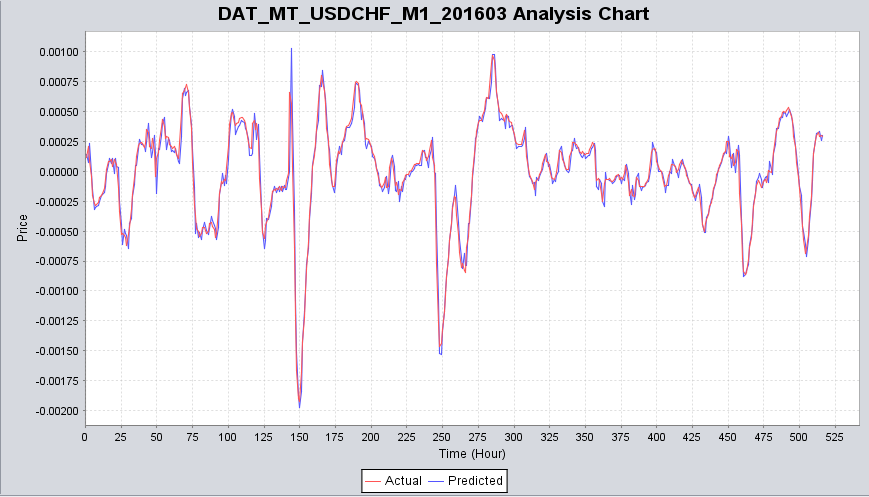 DAT_MT_USDCHF_M1_201603 Analysis Chart
0.00100
0.00075
0.00050
0.00025
0.00000
-0.00025
-0.00050
-0.00075
-0.00100
-0.00125
-0.00150
-0.00175
-0.00200
Price
0 25 50 75 100 125 150 175 200 225 250 275 300 325 350 375 400 425 450 475 500 525
Time (Hour)
Actual Predicted